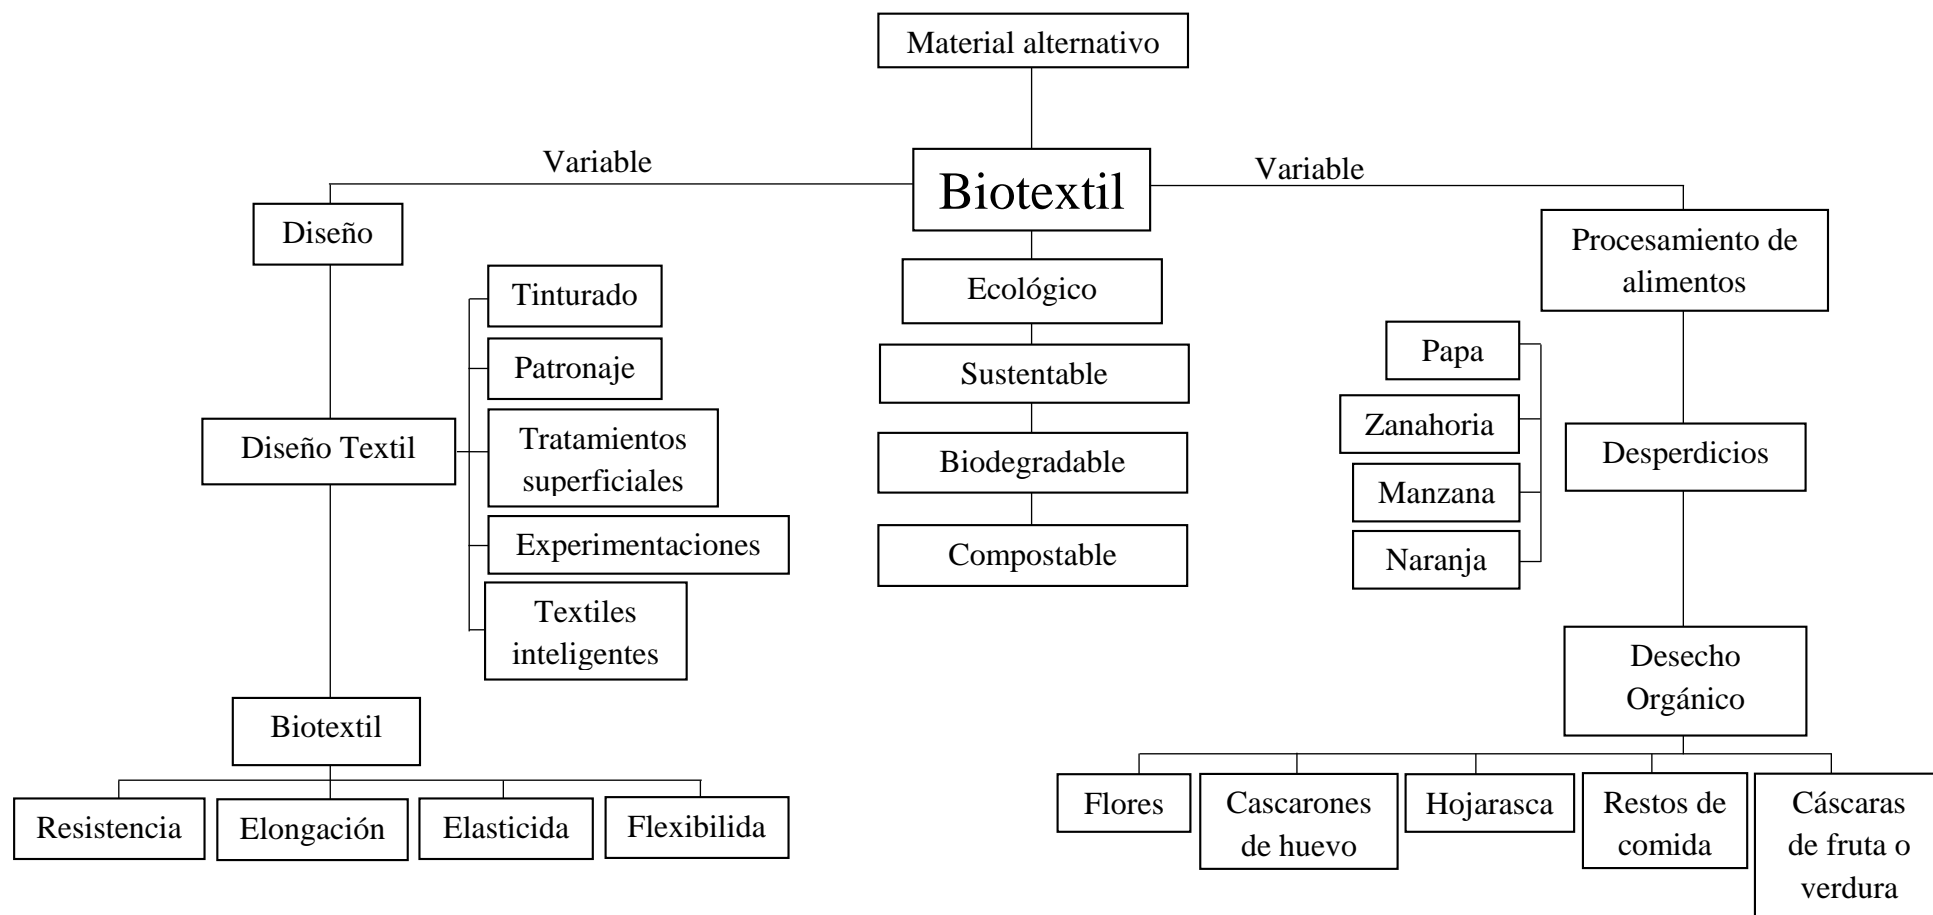 Material alternativo
Variable
Biotextil
Variable
Diseño
Procesamiento de
alimentos
Tinturado
Ecológico
Patronaje
Papa
Sustentable
Zanahoria
Diseño Textil
Tratamientos
superficiales
Biodegradable
Desperdicios
Manzana
Experimentaciones
Compostable
Naranja
Textiles
inteligentes
Desecho
Orgánico
Biotextil
Resistencia
Elongación
Elasticida
Flexibilida
Flores
Cascarones
de huevo
Hojarasca
Restos de
comida
Cáscaras
de fruta o
verdura